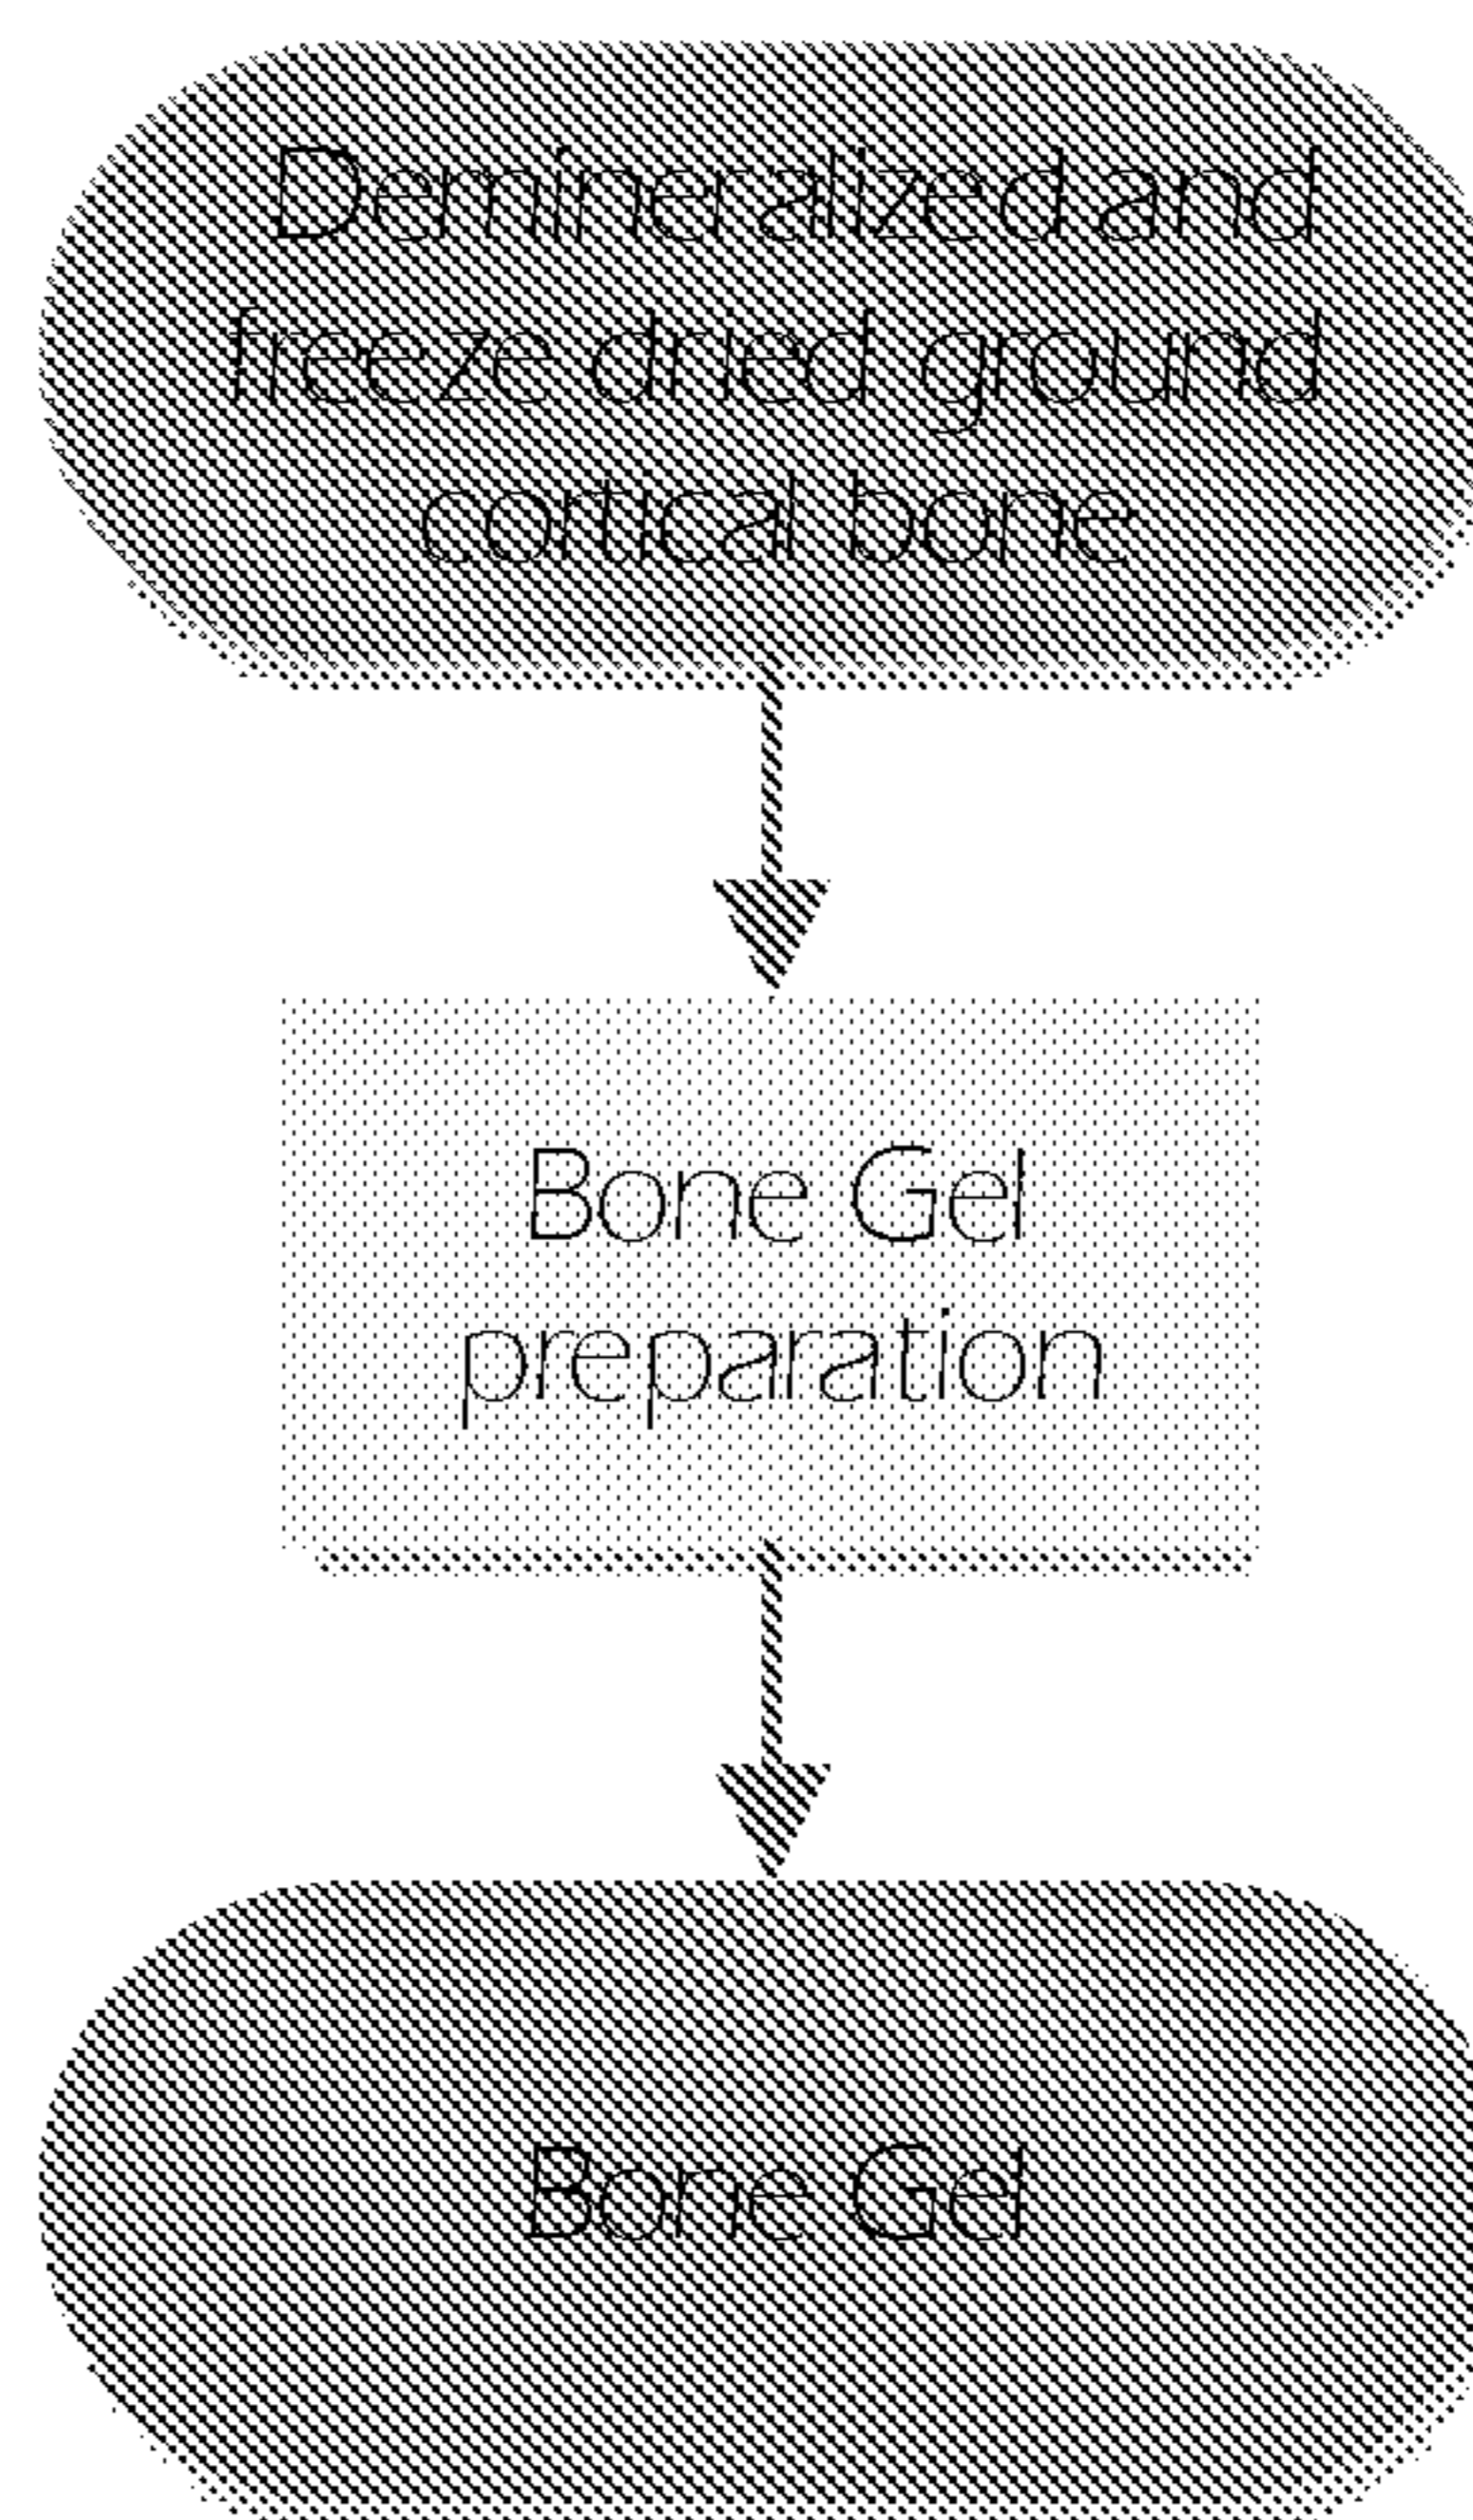 Demineralized and
freeze dried ground
cortical bone
Bone Gel
preparation
Bone Gel